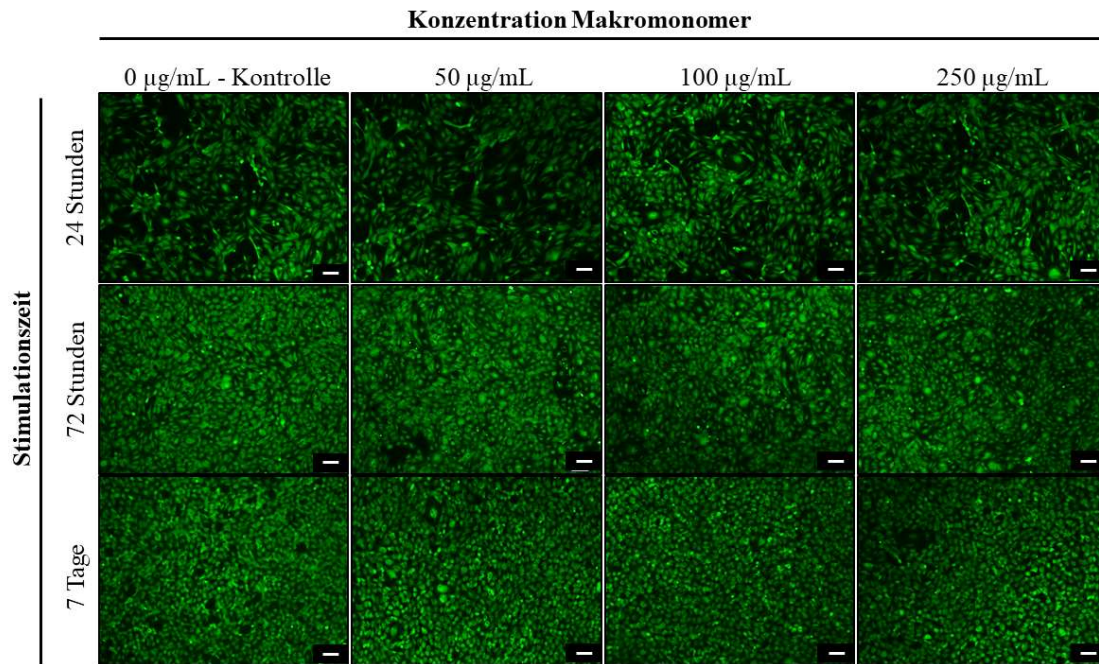 Konzentration Makromonomer
0 µg/mL - Kontrolle
50 µg/mL
100 µg/mL
250 µg/mL
Stimulationszeit
24 Stunden
72 Stunden
7 Tage